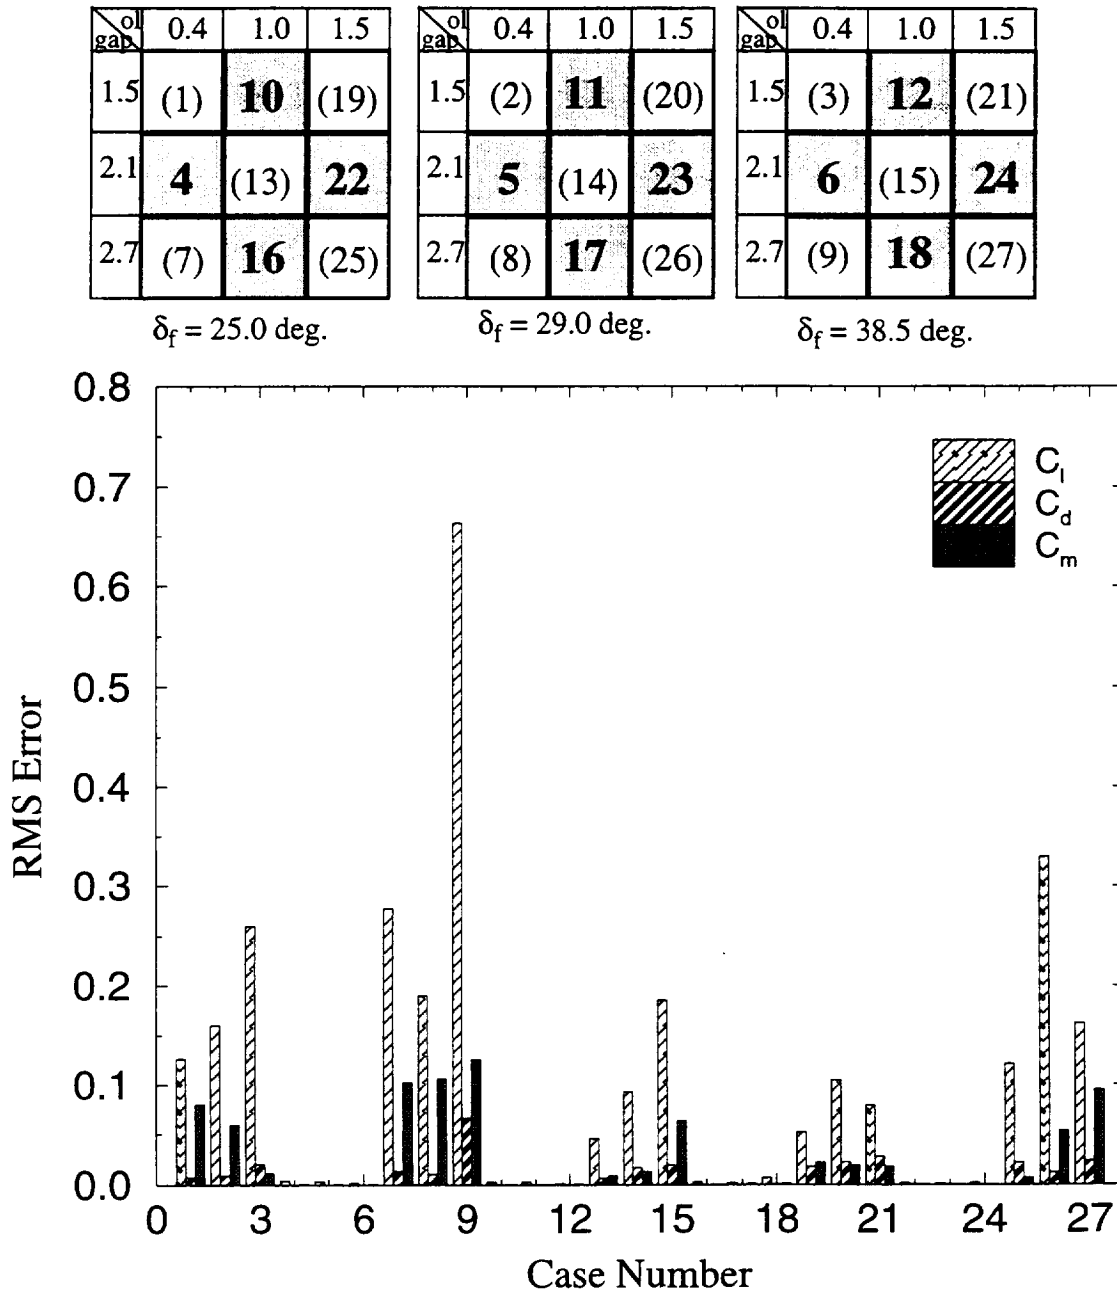 ol gap 0.4 1.0 1.5
1.5 (1) 10 (19)
2.1 4 (13) 22
2.7 (7) 16 (25)
δf = 25.0 deg.
ol gap 0.4 1.0 1.5
1.5 (2) 11 (20)
2.1 5 (14) 23
2.7 (8) 17 (26)
δf = 29.0 deg.
ol gap 0.4 1.0 1.5
1.5 (3) 12 (21)
2.1 6 (15) 24
2.7 (9) 18 (27)
δf = 38.5 deg.
0.8
0.7
0.6
0.5
0.4
0.3
0.2
0.1
0.0
RMS Error
Cl
Cd
Cm
0 3 6 9 12 15 18 21 24 27
Case Number